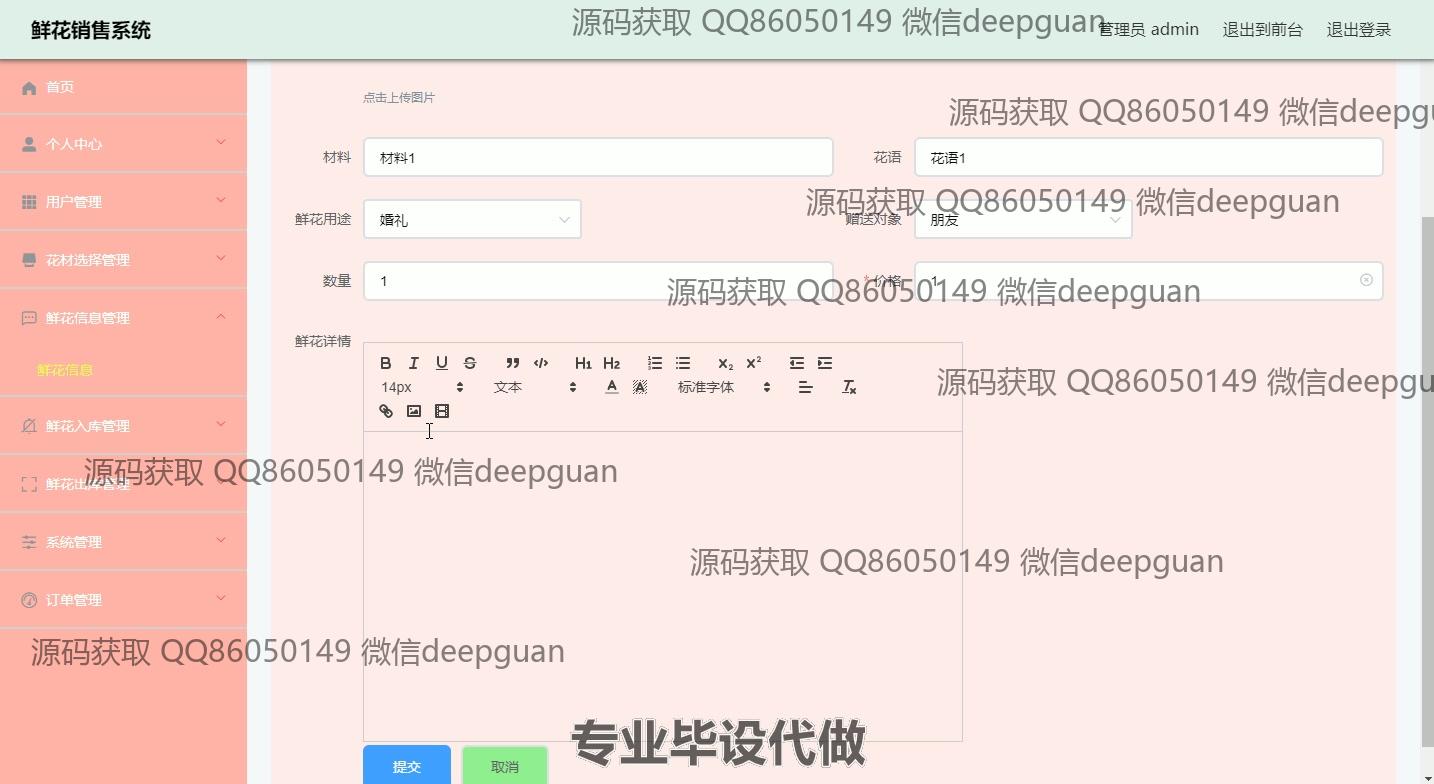 鲜花销售系统
源码获取 QQ86050149 微信deepguan
管理员 admin
退出到前台
退出登录
首页
点击上传图片
源码获取 QQ86050149 微信deepgu
个人中心
材料
材料1
花语
花语1
用户管理
源码获取 QQ86050149 微信deepguan
鲜花用途
婚礼
赠送对象
朋友
花材选择管理
数量
1
* 价格
1
源码获取 QQ86050149 微信deepguan
鲜花信息管理
鲜花详情
鲜花信息
B I U S H1 H2 X2 X2
14px
文本
A
A
标准字体
Tx
源码获取 QQ86050149 微信deepgu
鲜花入库管理
源码获取 QQ86050149 微信deepguan
鲜花出库管理
系统管理
源码获取 QQ86050149 微信deepguan
订单管理
源码获取 QQ86050149 微信deepguan
专业毕设代做
提交
取消